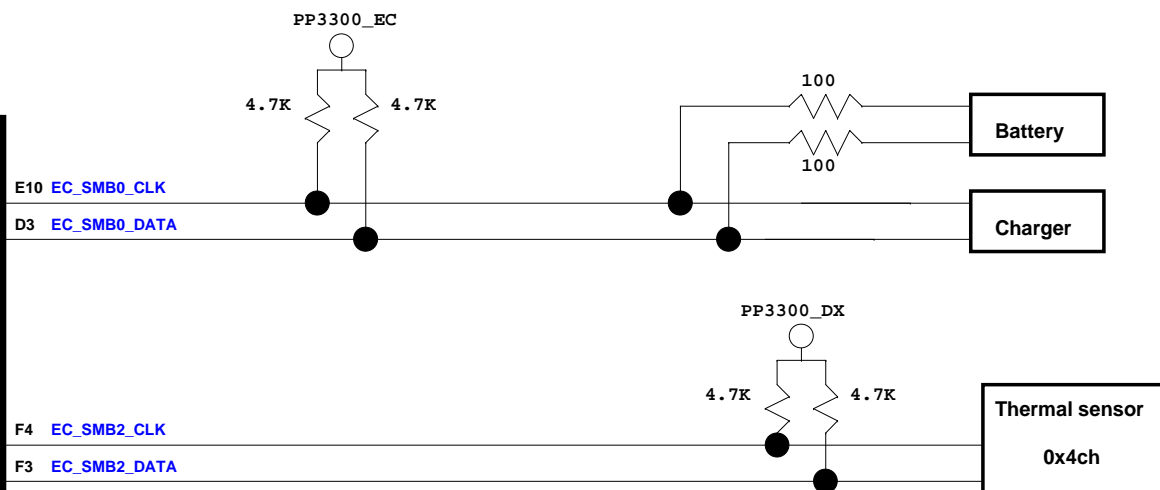 PP3300_EC
4.7K 4.7K
100
Battery
100
E10 EC_SMB0_CLK
D3 EC_SMB0_DATA
Charger
PP3300_DX
4.7K 4.7K
Thermal sensor
0x4ch
F4 EC_SMB2_CLK
F3 EC_SMB2_DATA